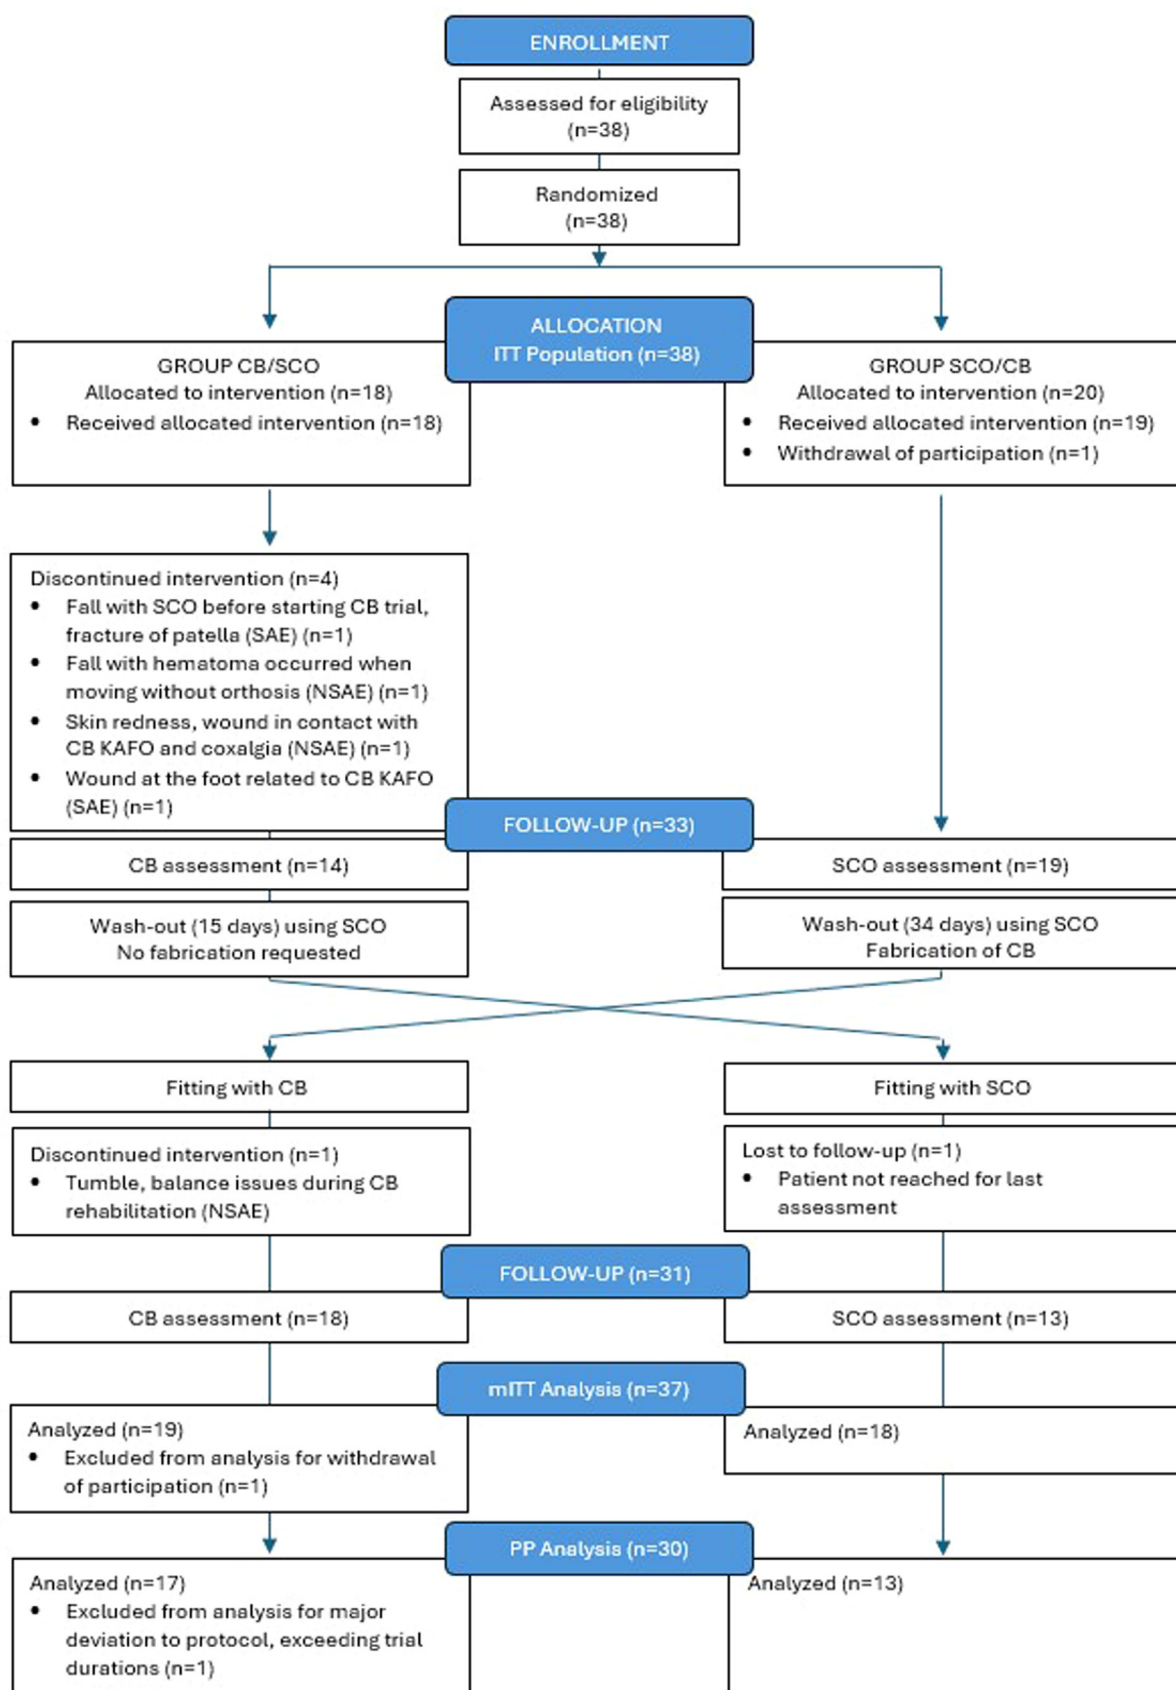 ENROLLMENT
Assessed for eligibility
(n=38)
Randomized
(n=38)
ALLOCATION
ITT Population (n=38)
GROUP CB/SCO
Allocated to intervention (n=18)
• Received allocated intervention (n=18)
GROUP SCO/CB
Allocated to intervention (n=20)
• Received allocated intervention (n=19)
• Withdrawal of participation (n=1)
Discontinued intervention (n=4)
• Fall with SCO before starting CB trial,
fracture of patella (SAE) (n=1)
• Fall with hematoma occurred when
moving without orthosis (NSAE) (n=1)
• Skin redness, wound in contact with
CB KAFO and coxalgia (NSAE) (n=1)
• Wound at the foot related to CB KAFO
(SAE) (n=1)
FOLLOW-UP (n=33)
CB assessment (n=14)
SCO assessment (n=19)
Wash-out (15 days) using SCO
No fabrication requested
Wash-out (34 days) using SCO
Fabrication of CB
Fitting with CB
Fitting with SCO
Discontinued intervention (n=1)
• Tumble, balance issues during CB
rehabilitation (NSAE)
Lost to follow-up (n=1)
• Patient not reached for last
assessment
FOLLOW-UP (n=31)
CB assessment (n=18)
SCO assessment (n=13)
mITT Analysis (n=37)
Analyzed (n=19)
• Excluded from analysis for withdrawal
of participation (n=1)
Analyzed (n=18)
PP Analysis (n=30)
Analyzed (n=17)
• Excluded from analysis for major
deviation to protocol, exceeding trial
durations (n=1)
Analyzed (n=13)